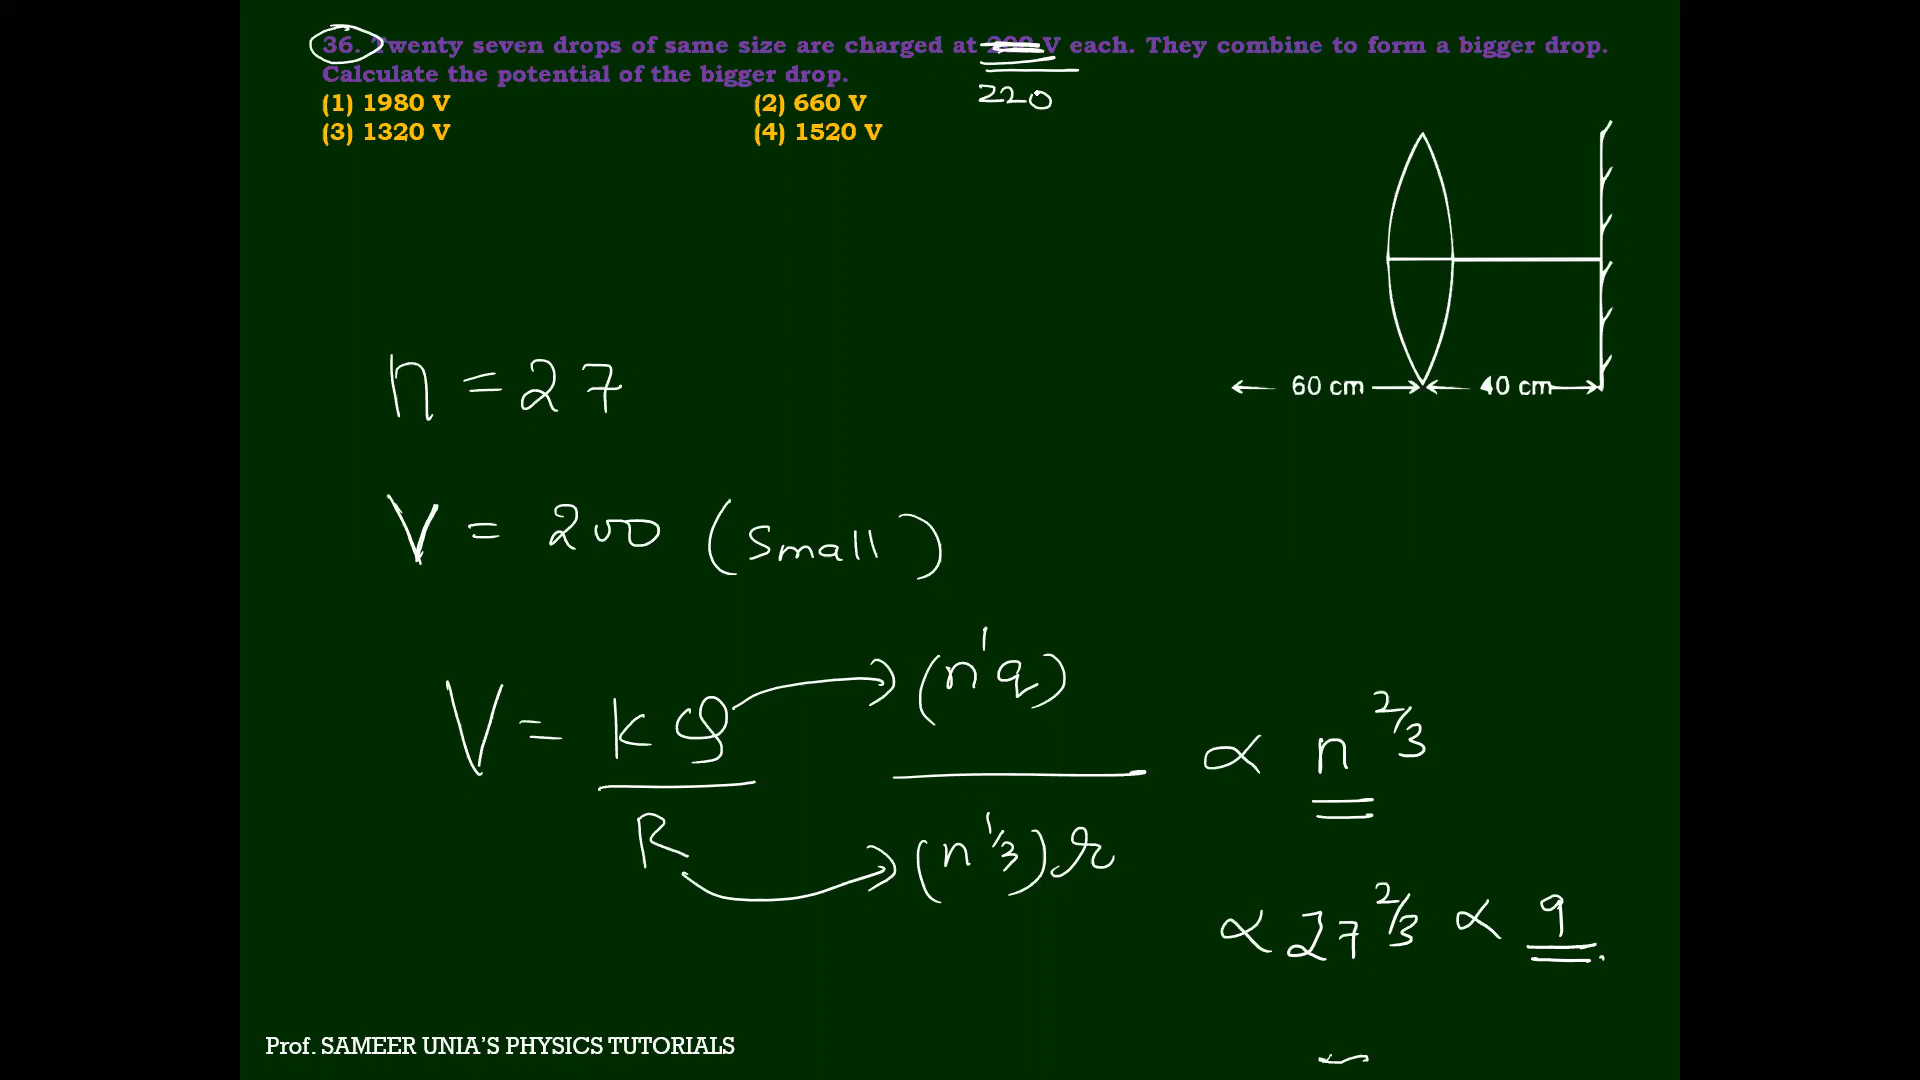 36. Twenty seven drops of same size are charged at V each. They combine to form a bigger drop.
220
Calculate the potential of the bigger drop.
(1) 1980 V (2) 660 V
(3) 1320 V (4) 1520 V
60 cm 40 cm
n = 27
V = 200 (small)
V = kQ/R (n¹q)/(n^1/3)r ∝ n^2/3
∝ 27^2/3 ∝ 9
Prof. SAMEER UNIA'S PHYSICS TUTORIALS